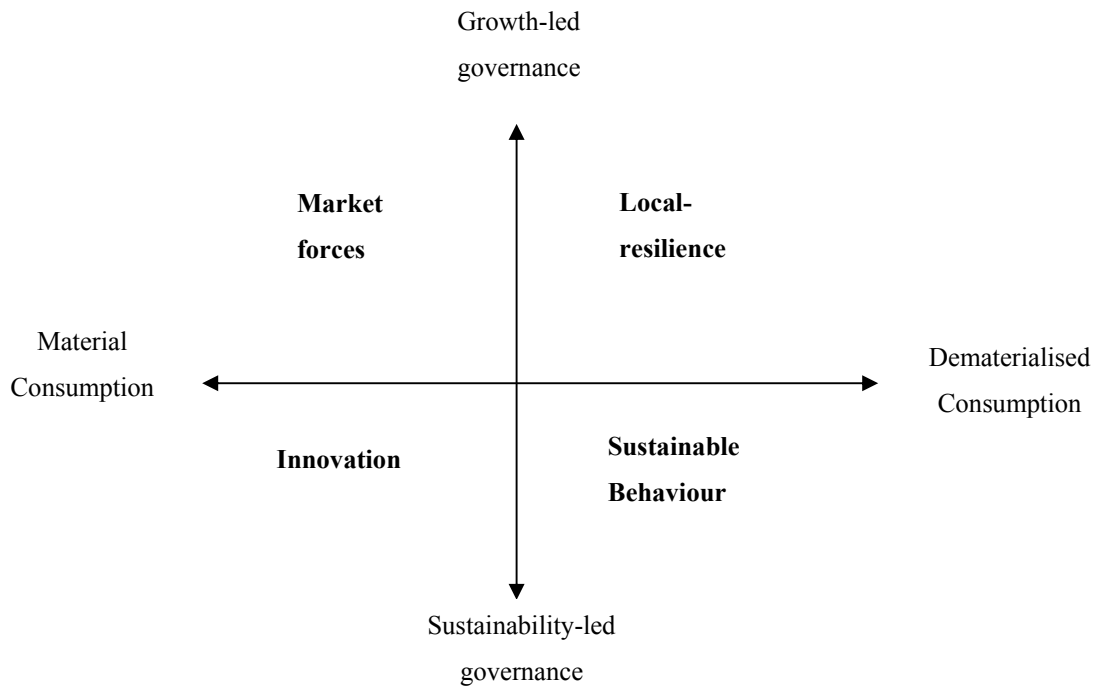 Growth-led
governance
Market
forces
Local-
resilience
Material
Consumption
Dematerialised
Consumption
Innovation
Sustainable
Behaviour
Sustainability-led
governance